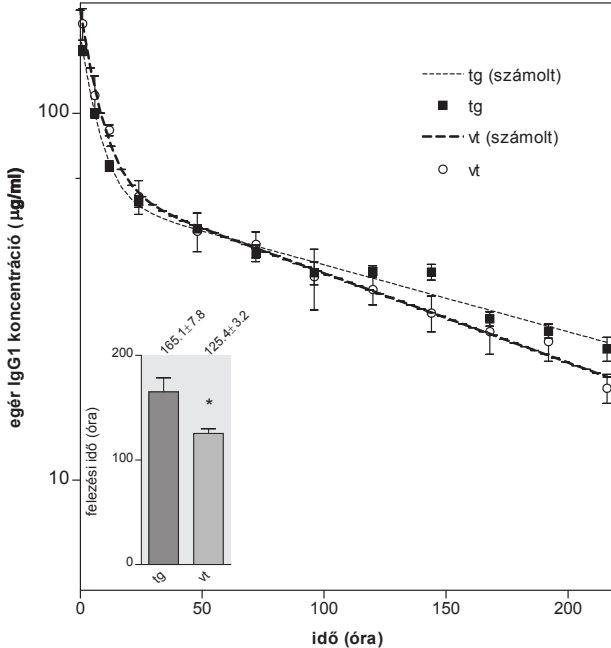 egér IgG1 koncentráció (µg/ml)
100
10
tg (számolt)
tg
vt (számolt)
vt
165.1±7.8
125.4±3.2
felezési idő (óra)
200
100
0
*
tg
vt
0
50
100
150
200
idő (óra)